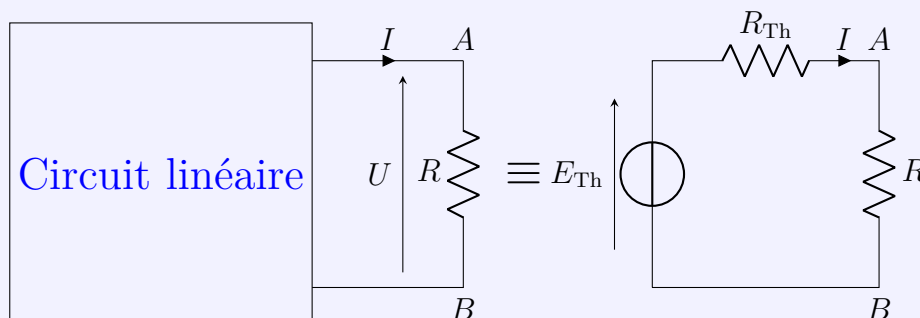 I A
Circuit linéaire
U R
B
≡
R_Th I A
E_Th R
B